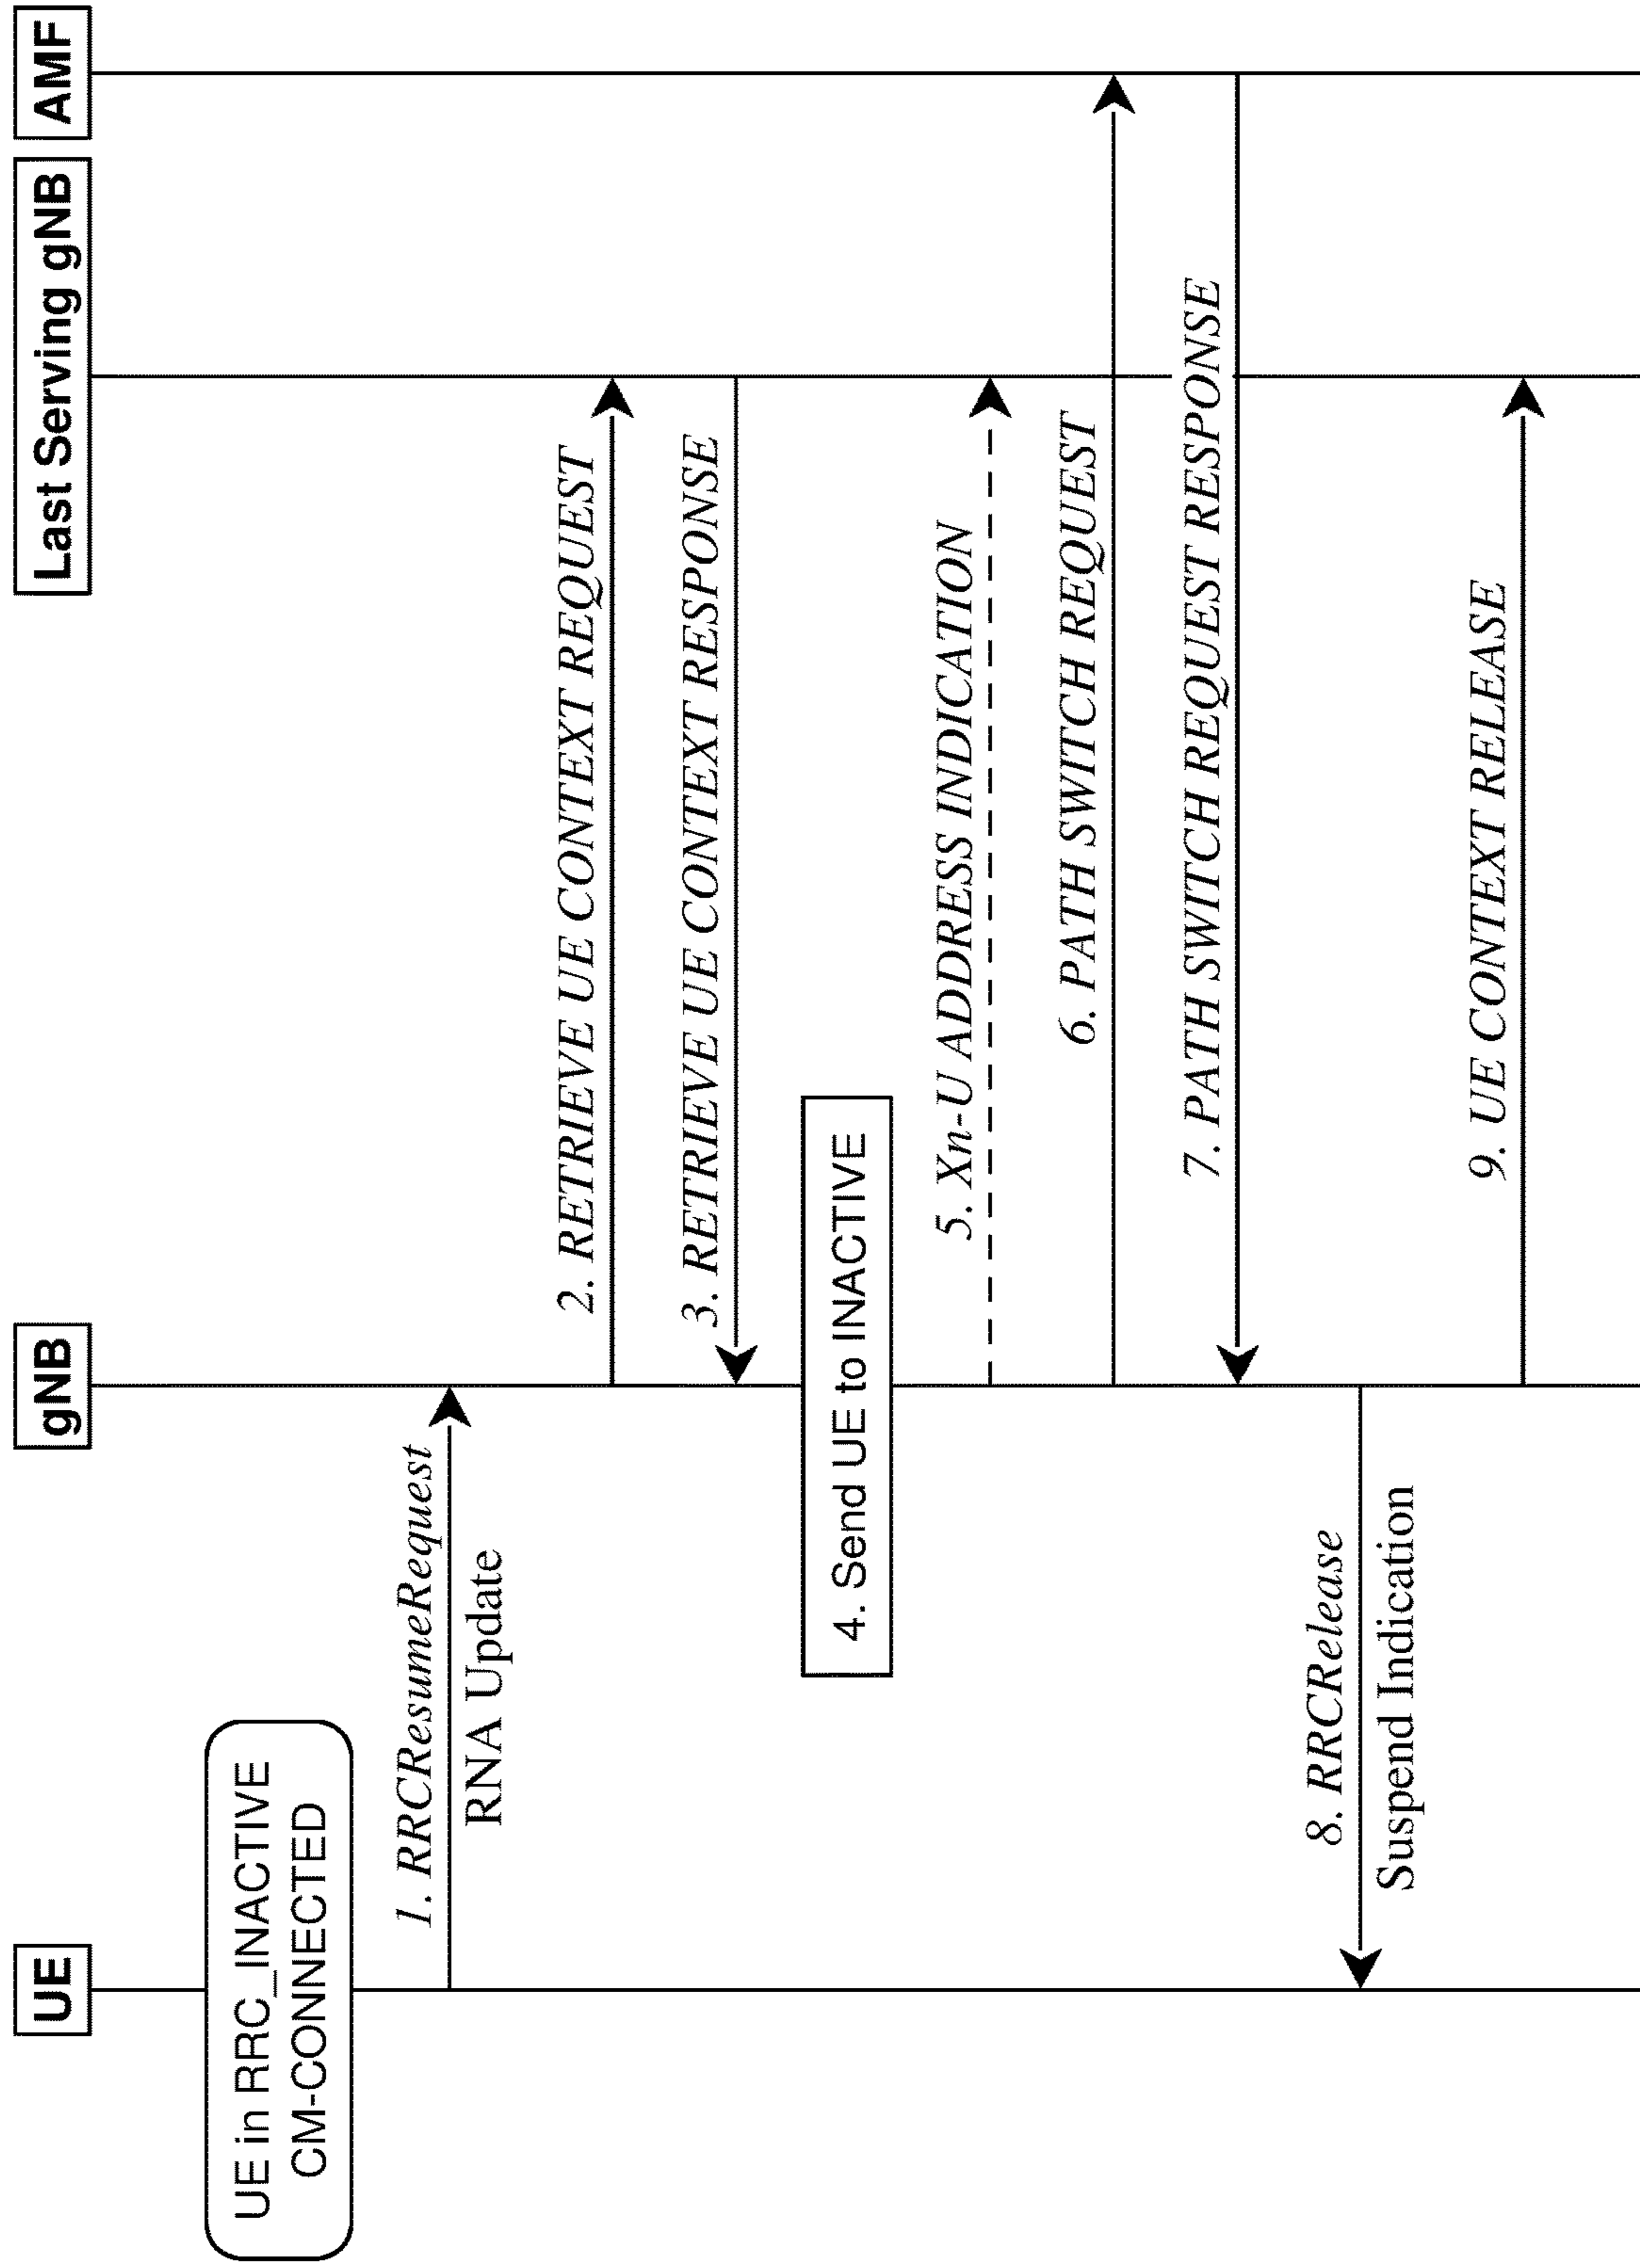 UE
gNB
Last Serving gNB
AMF
UE in RRC_INACTIVE
CM-CONNECTED
1. RRCResumeRequest
RNA Update
2. RETRIEVE UE CONTEXT REQUEST
3. RETRIEVE UE CONTEXT RESPONSE
4. Send UE to INACTIVE
5. Xn-U ADDRESS INDICATION
6. PATH SWITCH REQUEST
7. PATH SWITCH REQUEST RESPONSE
8. RRCRelease
Suspend Indication
9. UE CONTEXT RELEASE